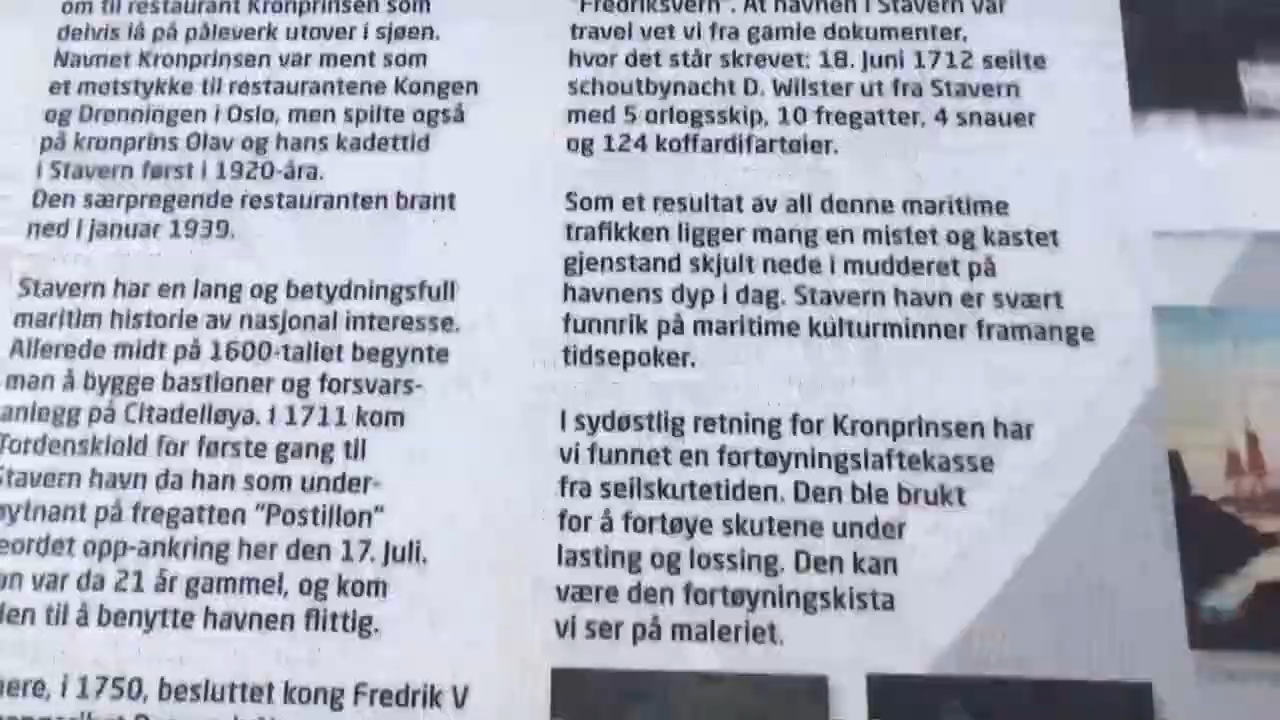 om til restaurant Kronprinsen som
delvis lå på påleverk utover i sjøen.
Navnet Kronprinsen var ment som
et motstykke til restaurantene Kongen
og Dronningen i Oslo, men spilte også
på kronprins Olav og hans kadettid
i Stavern først i 1920-åra.
Den særpregende restauranten brant
ned i januar 1939.
Stavern har en lang og betydningsfull
maritim historie av nasjonal interesse.
Allerede midt på 1600-tallet begynte
man å bygge bastioner og forsvars-
anlegg på Citadelløya. I 1711 kom
Tordenskiold for første gang til
Stavern havn da han som under-
øytnant på fregatten "Postillon"
eordet opp-ankring her den 17. Juli.
an var da 21 år gammel, og kom
den til å benytte havnen flittig.
nere, i 1750, besluttet kong Fredrik V
"Fredriksvern". At havnen i Stavern var
travel vet vi fra gamle dokumenter,
hvor det står skrevet: 18. Juni 1712 seilte
schoutbynacht D. Wilster ut fra Stavern
med 5 orlogsskip, 10 fregatter, 4 snauer
og 124 koffardifartøier.
Som et resultat av all denne maritime
trafikken ligger mang en mistet og kastet
gjenstand skjult nede i mudderet på
havnens dyp i dag. Stavern havn er svært
funnrik på maritime kulturminner framange
tidsepoker.
I sydøstlig retning for Kronprinsen har
vi funnet en fortøyningslaftekasse
fra seilskutetiden. Den ble brukt
for å fortøye skutene under
lasting og lossing. Den kan
være den fortøyningskista
vi ser på maleriet.